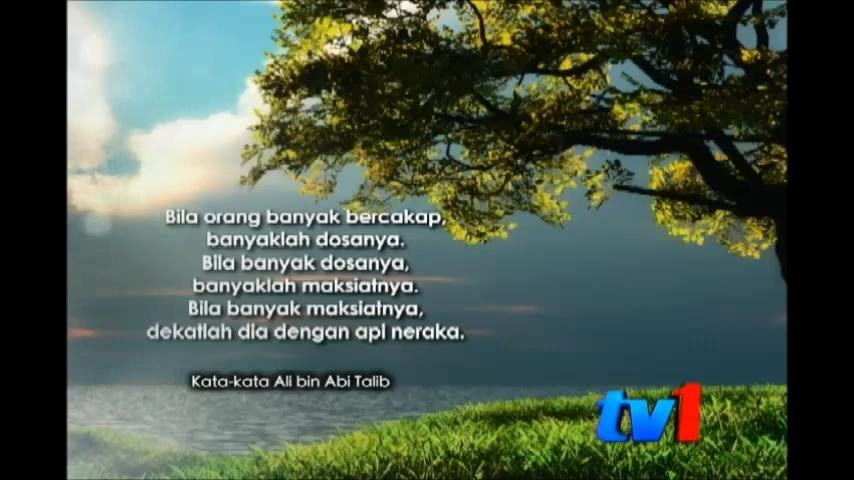 Bila orang banyak bercakap,
banyaklah dosanya.
Bila banyak dosanya,
banyaklah maksiatnya.
Bila banyak maksiatnya,
dekatlah dia dengan api neraka.
Kata-kata Ali bin Abi Talib
tv1